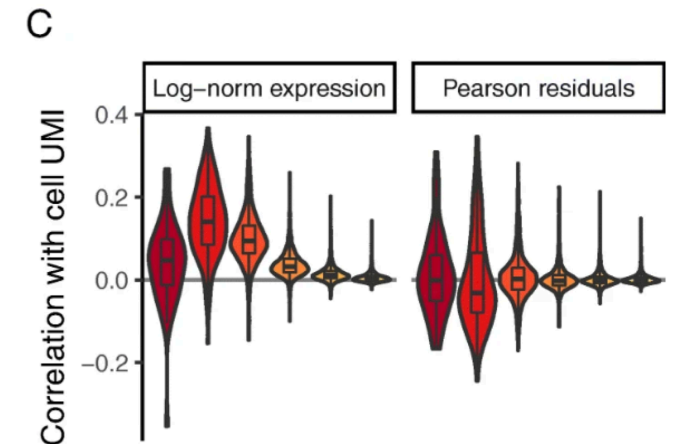 C
Log−norm expression
Pearson residuals
Correlation with cell UMI
0.4
0.2
0.0
−0.2